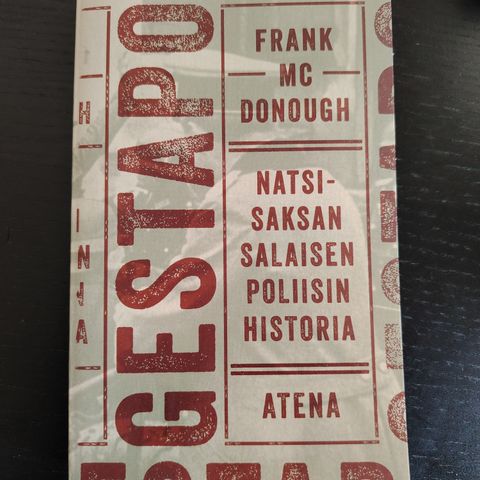 GESTAPO
FRANK
MC
DONOUGH
NATSI-
SAKSAN
SALAISEN
POLIISIN
HISTORIA
ATENA